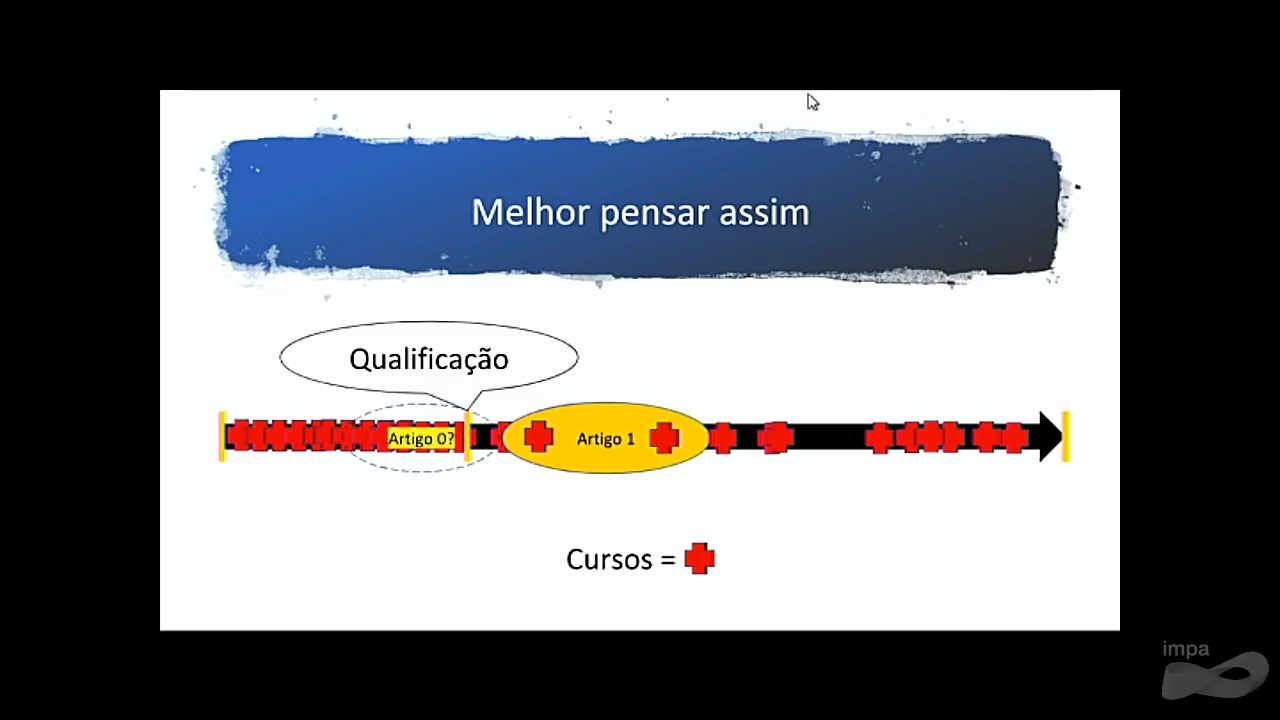 Melhor pensar assim
Qualificação
Artigo 0?
Artigo 1
Cursos =
impa